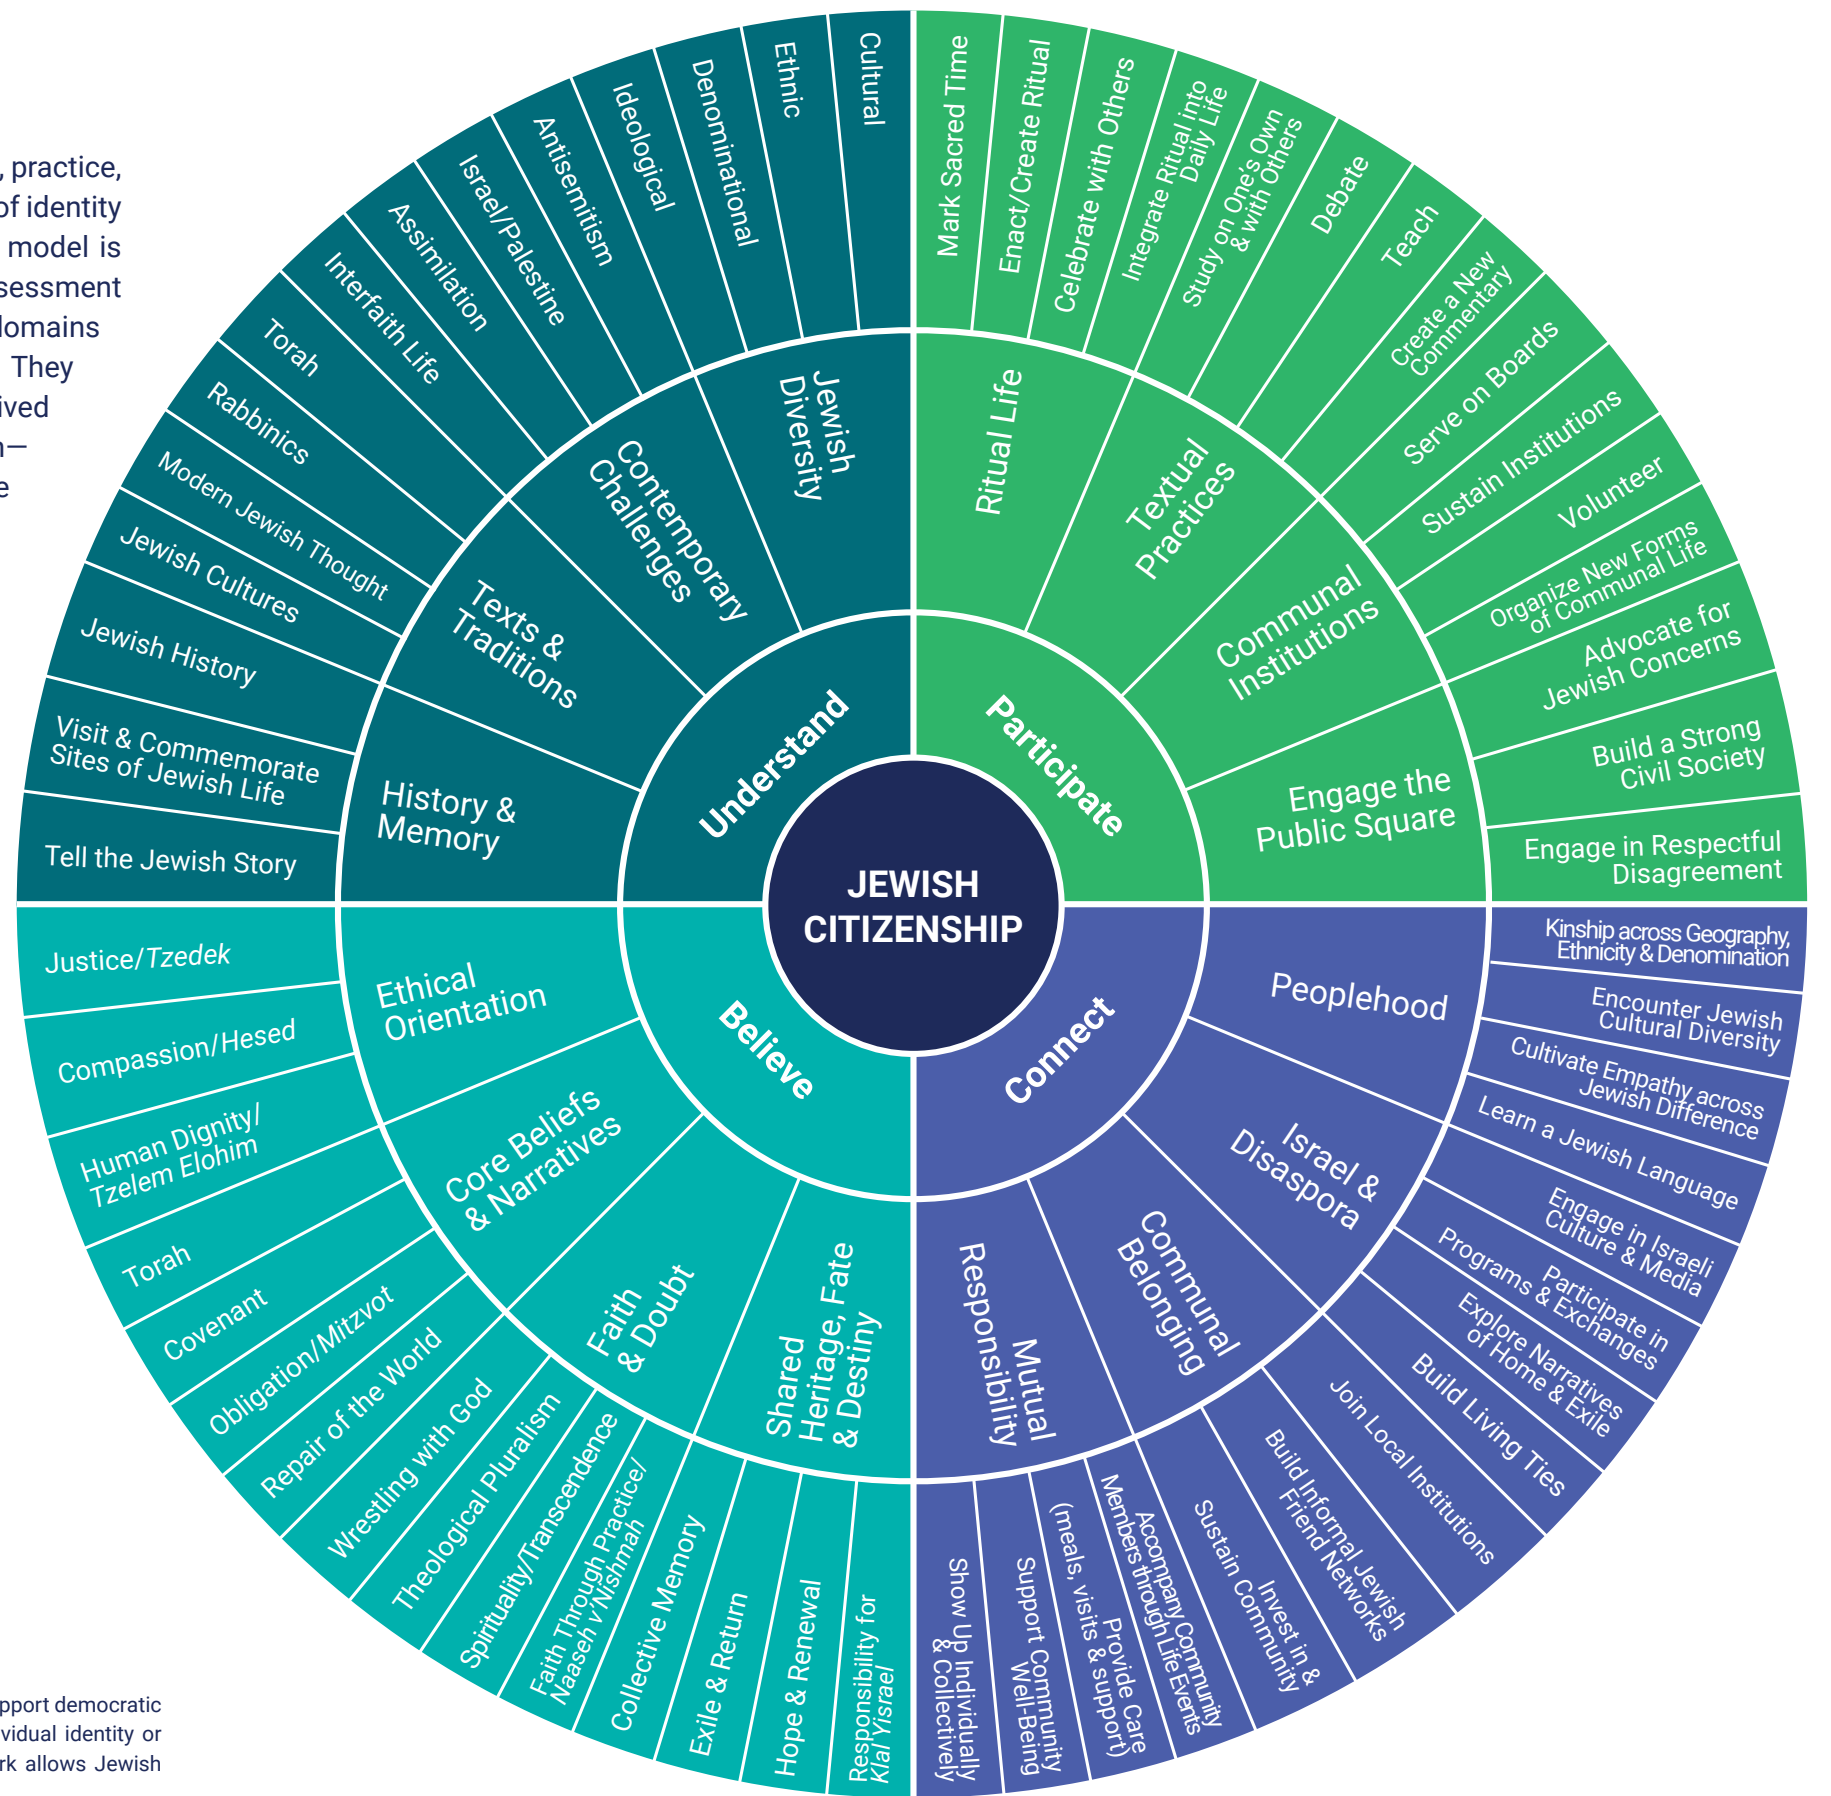 , practice,
of identity
model is
ssessment
lomains
They
ived
n—
e
JEWISH
CITIZENSHIP
Understand
Participate
Connect
Believe
Jewish
Diversity
Contemporary
Challenges
Texts &
Traditions
History &
Memory
Ritual Life
Textual
Practices
Communal
Institutions
Engage the
Public Square
Peoplehood
Israel &
Disaspora
Communal
Belonging
Mutual
Responsibility
Shared
Heritage, Fate
& Destiny
Faith
& Doubt
Core Beliefs
& Narratives
Ethical
Orientation
Mark Sacred Time
Enact/Create Ritual
Celebrate with Others
Integrate Ritual into
Daily Life
Study on One's Own
& with Others
Debate
Teach
Create a New
Commentary
Serve on Boards
Sustain Institutions
Volunteer
Organize New Forms
of Communal Life
Advocate for
Jewish Concerns
Build a Strong
Civil Society
Engage in Respectful
Disagreement
Kinship across Geography,
Ethnicity & Denomination
Encounter Jewish
Cultural Diversity
Cultivate Empathy across
Jewish Difference
Learn a Jewish Language
Engage in Israeli
Culture & Media
Participate in
Programs & Exchanges
Explore Narratives
of Home & Exile
Build Living Ties
Join Local Institutions
Build Informal Jewish
Friend Networks
Invest in &
Sustain Community
Accompany Community
Members through Life Events
Provide Care
(meals, visits & support)
Support Community
Well-Being
Show Up Individually
& Collectively
Responsibility for
Klal Yisrael
Hope & Renewal
Exile & Return
Collective Memory
Faith Through Practice/
Naaseh v'Nishmah
Spirituality/Transcendence
Theological Pluralism
Wrestling with God
Repair of the World
Obligation/Mitzvot
Covenant
Torah
Human Dignity/
Tzelem Elohim
Compassion/Hesed
Justice/Tzedek
Tell the Jewish Story
Visit & Commemorate
Sites of Jewish Life
Jewish History
Jewish Cultures
Modern Jewish Thought
Rabbinics
Torah
Interfaith Life
Assimilation
Israel/Palestine
Antisemitism
Ideological
Denominational
Ethnic
Cultural
pport democratic
vidual identity or
rk allows Jewish